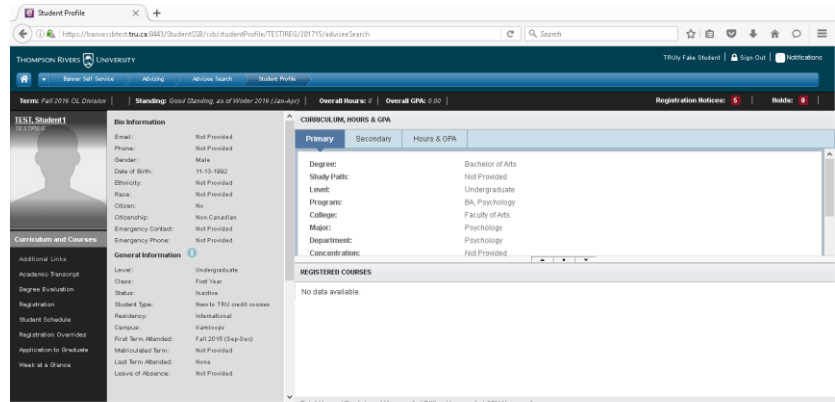 Student Profile
https://banssrbtest.tru.ca:8443/StudentSSB/ssb/studentProfile/TESTIREG/201715/adviseeSearch
Search
THOMPSON RIVERS UNIVERSITY
TRUly Fake Student
Sign Out
Notifications
Banner Self Service
Advising
Advisee Search
Student Profile
Term: Fall 2016 OL Division
Standing: Good Standing, as of Winter 2016 (Jan-Apr)
Overall Hours: 0
Overall GPA: 0.00
Registration Notices: 5
Holds: 0
TEST, Student1
Curriculum and Courses
Additional Links
Academic Transcript
Degree Evaluation
Registration
Student Schedule
Registration Overrides
Application to Graduate
Week at a Glance
Bio Information
Email: Not Provided
Phone: Not Provided
Gender: Male
Date of Birth: 11-13-1992
Ethnicity: Not Provided
Race: Not Provided
Citizen: No
Citizenship: Non-Canadian
Emergency Contact: Not Provided
Emergency Phone: Not Provided
General Information
Level: Undergraduate
Class: First Year
Status: Inactive
Student Type: New to TRU credit courses
Residency: International
Campus: Kamloops
First Term Attended: Fall 2015 (Sep-Dec)
Matriculated Term: Not Provided
Last Term Attended: None
Leave of Absence: Not Provided
CURRICULUM, HOURS & GPA
Primary
Secondary
Hours & GPA
Degree: Bachelor of Arts
Study Path: Not Provided
Level: Undergraduate
Program: BA, Psychology
College: Faculty of Arts
Major: Psychology
Department: Psychology
Concentration: Not Provided
REGISTERED COURSES
No data available.